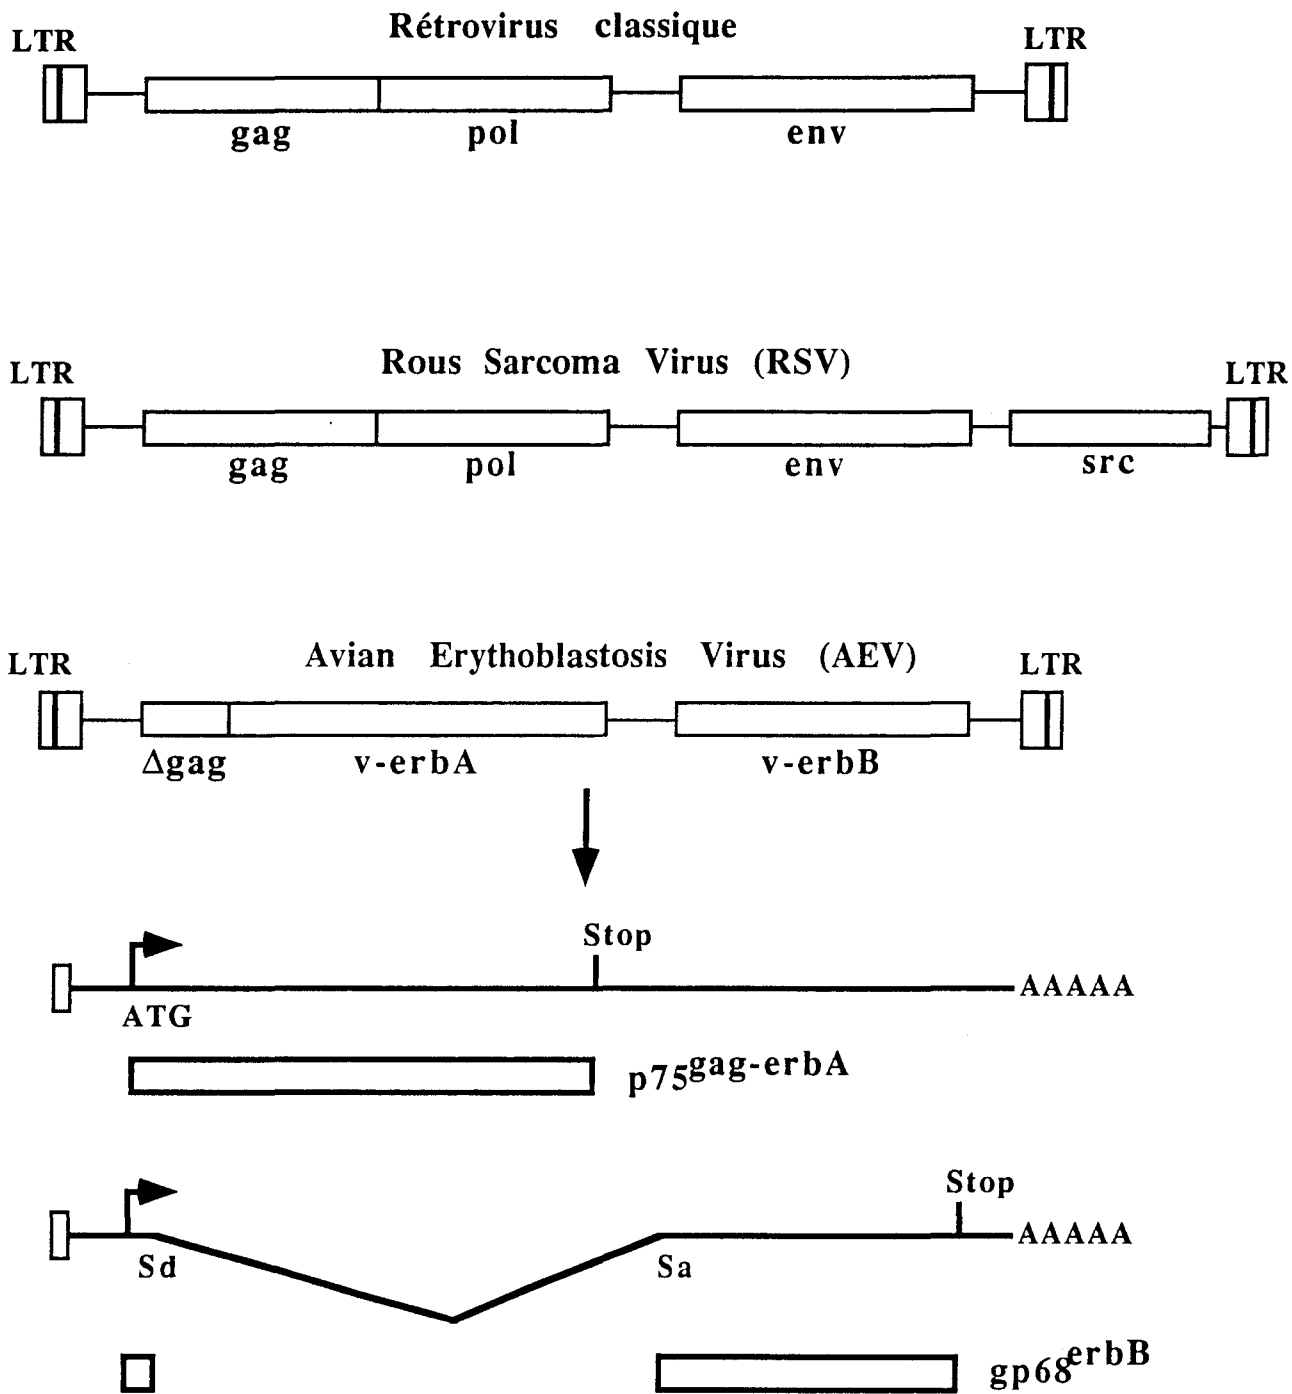 Rétrovirus classique
LTR LTR
gag pol env
Rous Sarcoma Virus (RSV)
LTR LTR
gag pol env src
Avian Erythoblastosis Virus (AEV)
LTR LTR
Δgag v-erbA v-erbB
Stop
AAAAA
ATG
p75gag-erbA
Stop
AAAAA
Sd Sa
gp68erbB